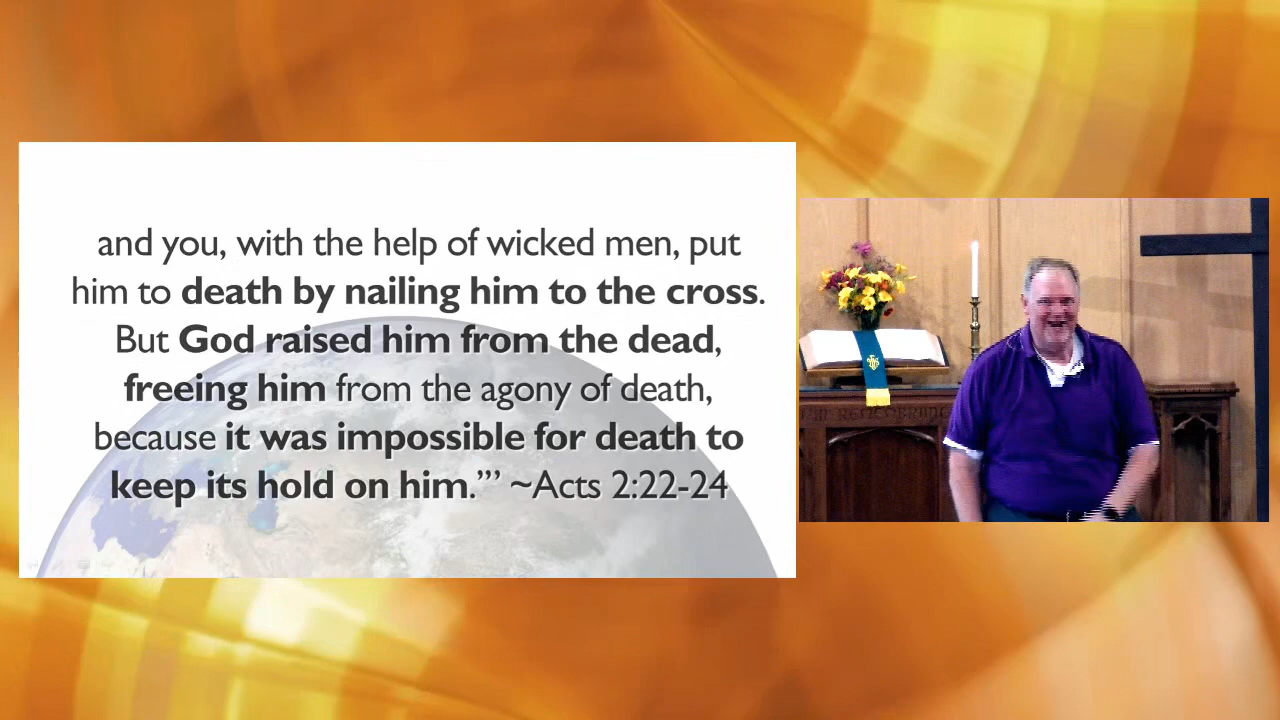 and you, with the help of wicked men, put
him to death by nailing him to the cross.
But God raised him from the dead,
freeing him from the agony of death,
because it was impossible for death to
keep its hold on him.’” ~Acts 2:22-24
IN REMEMBRANCE